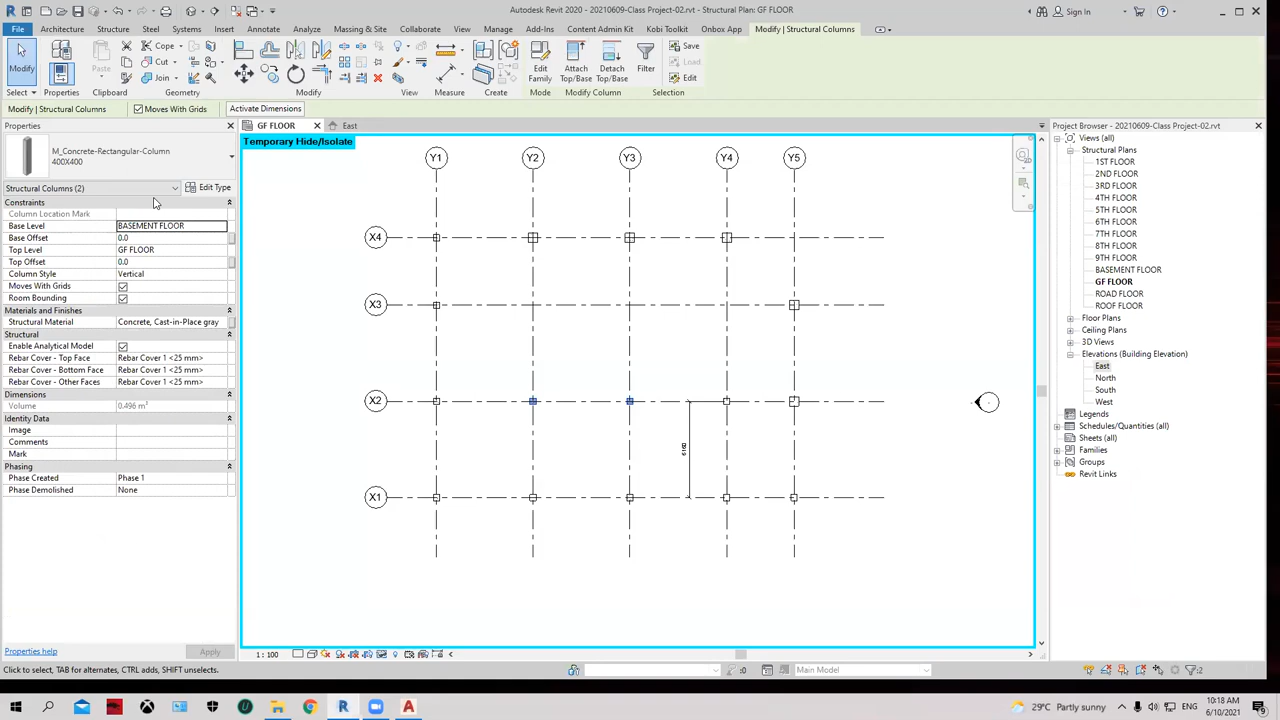 Autodesk Revit 2020 - 20210609-Class Project-02.rvt - Structural Plan: GF FLOOR
Sign In
File Architecture Structure Steel Systems Insert Annotate Analyze Massing & Site Collaborate View Manage Add-Ins Content Admin Kit Kobi Toolkit Onbox App Modify | Structural Columns
Modify
Properties
Paste
Cope
Cut
Join
Edit Family
Attach Top/Base
Detach Top/Base
Filter
Save
Load
Edit
Select Properties Clipboard Geometry Modify View Measure Create Mode Modify Column Selection
Modify | Structural Columns Moves With Grids Activate Dimensions
Properties
GF FLOOR
East
Project Browser - 20210609-Class Project-02.rvt
M_Concrete-Rectangular-Column
400X400
Structural Columns (2) Edit Type
Constraints
Column Location Mark
Base Level BASEMENT FLOOR
Base Offset 0.0
Top Level GF FLOOR
Top Offset 0.0
Column Style Vertical
Moves With Grids
Room Bounding
Materials and Finishes
Structural Material Concrete, Cast-in-Place gray
Structural
Enable Analytical Model
Rebar Cover - Top Face Rebar Cover 1 <25 mm>
Rebar Cover - Bottom Face Rebar Cover 1 <25 mm>
Rebar Cover - Other Faces Rebar Cover 1 <25 mm>
Dimensions
Volume 0.496 m³
Identity Data
Image
Comments
Mark
Phasing
Phase Created Phase 1
Phase Demolished None
Properties help Apply
Temporary Hide/Isolate
Y1 Y2 Y3 Y4 Y5
X4
X3
X2
X1
Views (all)
Structural Plans
1ST FLOOR
2ND FLOOR
3RD FLOOR
4TH FLOOR
5TH FLOOR
6TH FLOOR
7TH FLOOR
8TH FLOOR
9TH FLOOR
BASEMENT FLOOR
GF FLOOR
ROAD FLOOR
ROOF FLOOR
Floor Plans
Ceiling Plans
3D Views
Elevations (Building Elevation)
East
North
South
West
Legends
Schedules/Quantities (all)
Sheets (all)
Families
Groups
Revit Links
1 : 100
Click to select, TAB for alternates, CTRL adds, SHIFT unselects.
:0
Main Model
:2
29°C Partly sunny
ENG
10:18 AM
6/10/2021